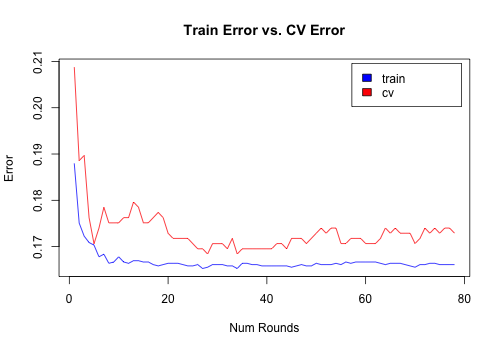 Train Error vs. CV Error
train
cv
Error
0.21
0.20
0.19
0.18
0.17
0 20 40 60 80
Num Rounds